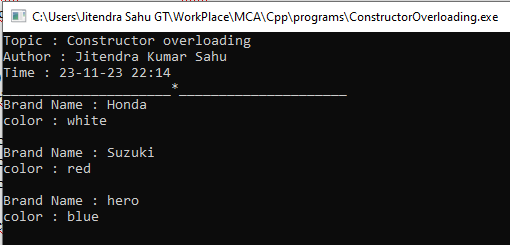 C:\Users\Jitendra Sahu GT\WorkPlace\MCA\Cpp\programs\ConstructorOverloading.exe
Topic : Constructor overloading
Author : Jitendra Kumar Sahu
Time : 23-11-23 22:14
_____________________*_____________________
Brand Name : Honda
color : white
Brand Name : Suzuki
color : red
Brand Name : hero
color : blue